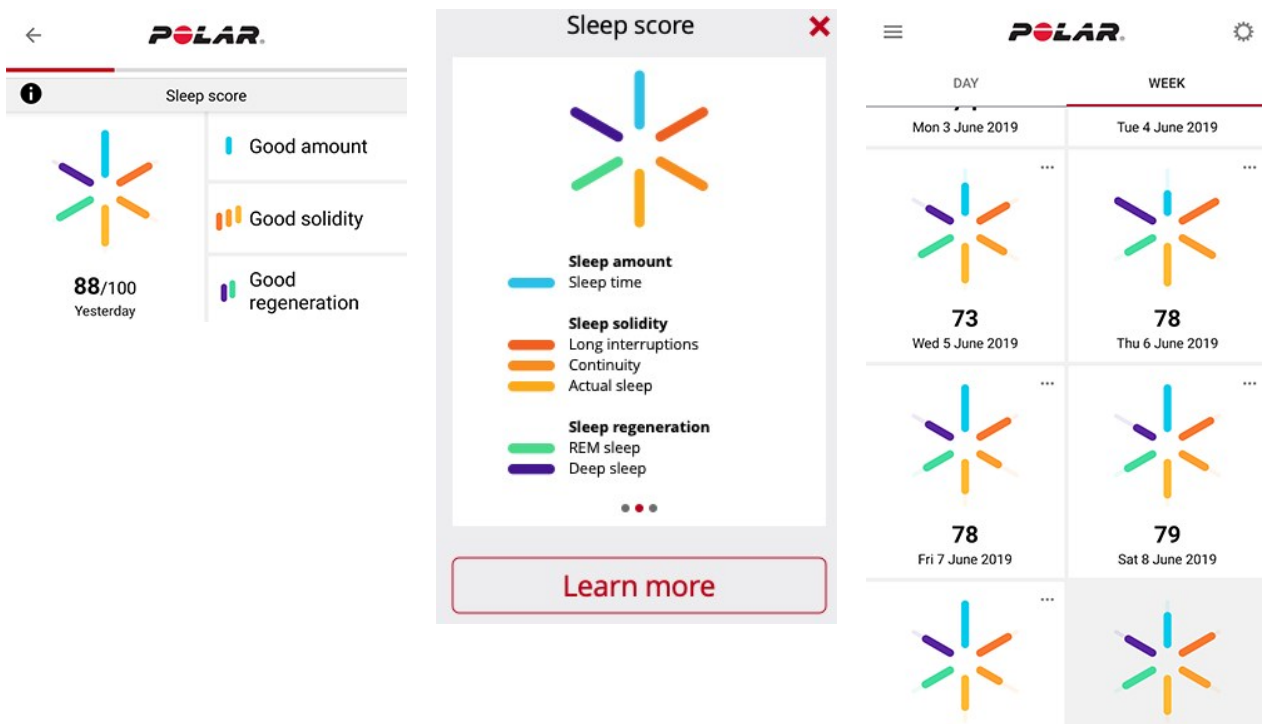 POLAR.
Sleep score
Good amount
Good solidity
Good
regeneration
88/100
Yesterday
Sleep score
Sleep amount
Sleep time
Sleep solidity
Long interruptions
Continuity
Actual sleep
Sleep regeneration
REM sleep
Deep sleep
Learn more
POLAR.
DAY
WEEK
Mon 3 June 2019
Tue 4 June 2019
73
Wed 5 June 2019
78
Thu 6 June 2019
78
Fri 7 June 2019
79
Sat 8 June 2019